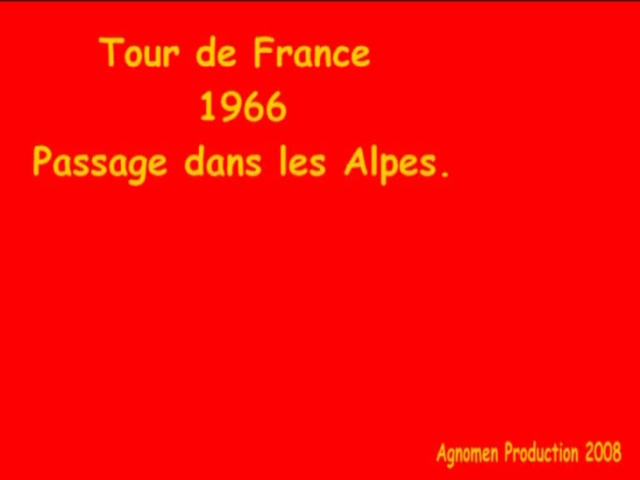 Tour de France
1966
Passage dans les Alpes.
Agnomen Production 2008